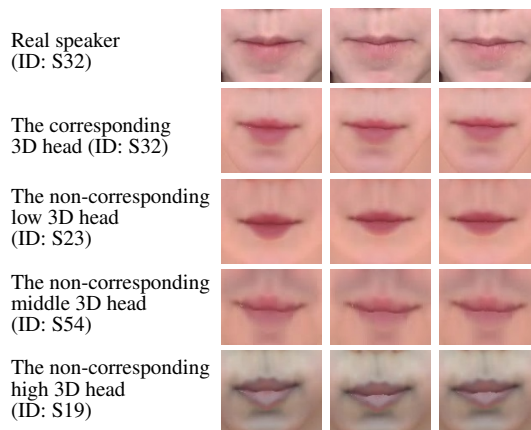 Real speaker
(ID: S32)
The corresponding
3D head (ID: S32)
The non-corresponding
low 3D head
(ID: S23)
The non-corresponding
middle 3D head
(ID: S54)
The non-corresponding
high 3D head
(ID: S19)